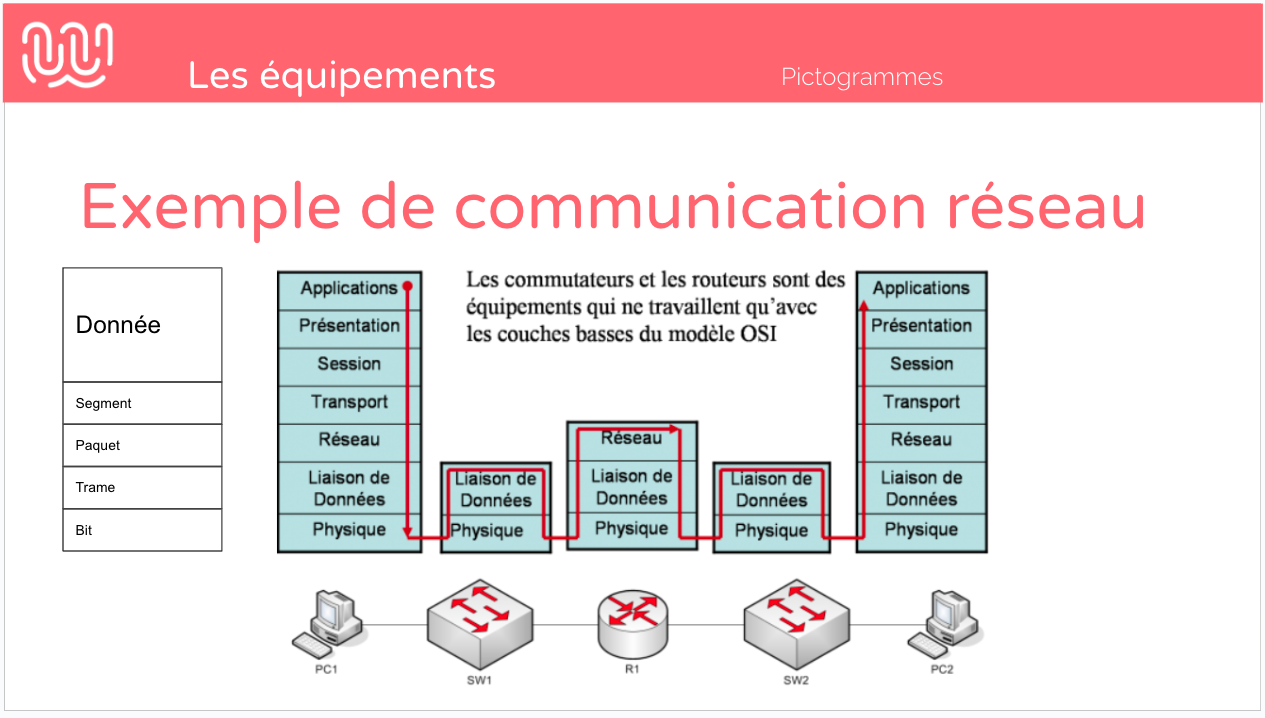 Les équipements
Pictogrammes
Exemple de communication réseau
Donnée
Segment
Paquet
Trame
Bit
Applications
Présentation
Session
Transport
Réseau
Liaison de
Données
Physique
Les commutateurs et les routeurs sont des
équipements qui ne travaillent qu'avec
les couches basses du modèle OSI
Liaison de
Données
Physique
Réseau
Liaison de
Données
Physique
Liaison de
Données
Physique
Applications
Présentation
Session
Transport
Réseau
Liaison de
Données
Physique
PC1
SW1
R1
SW2
PC2